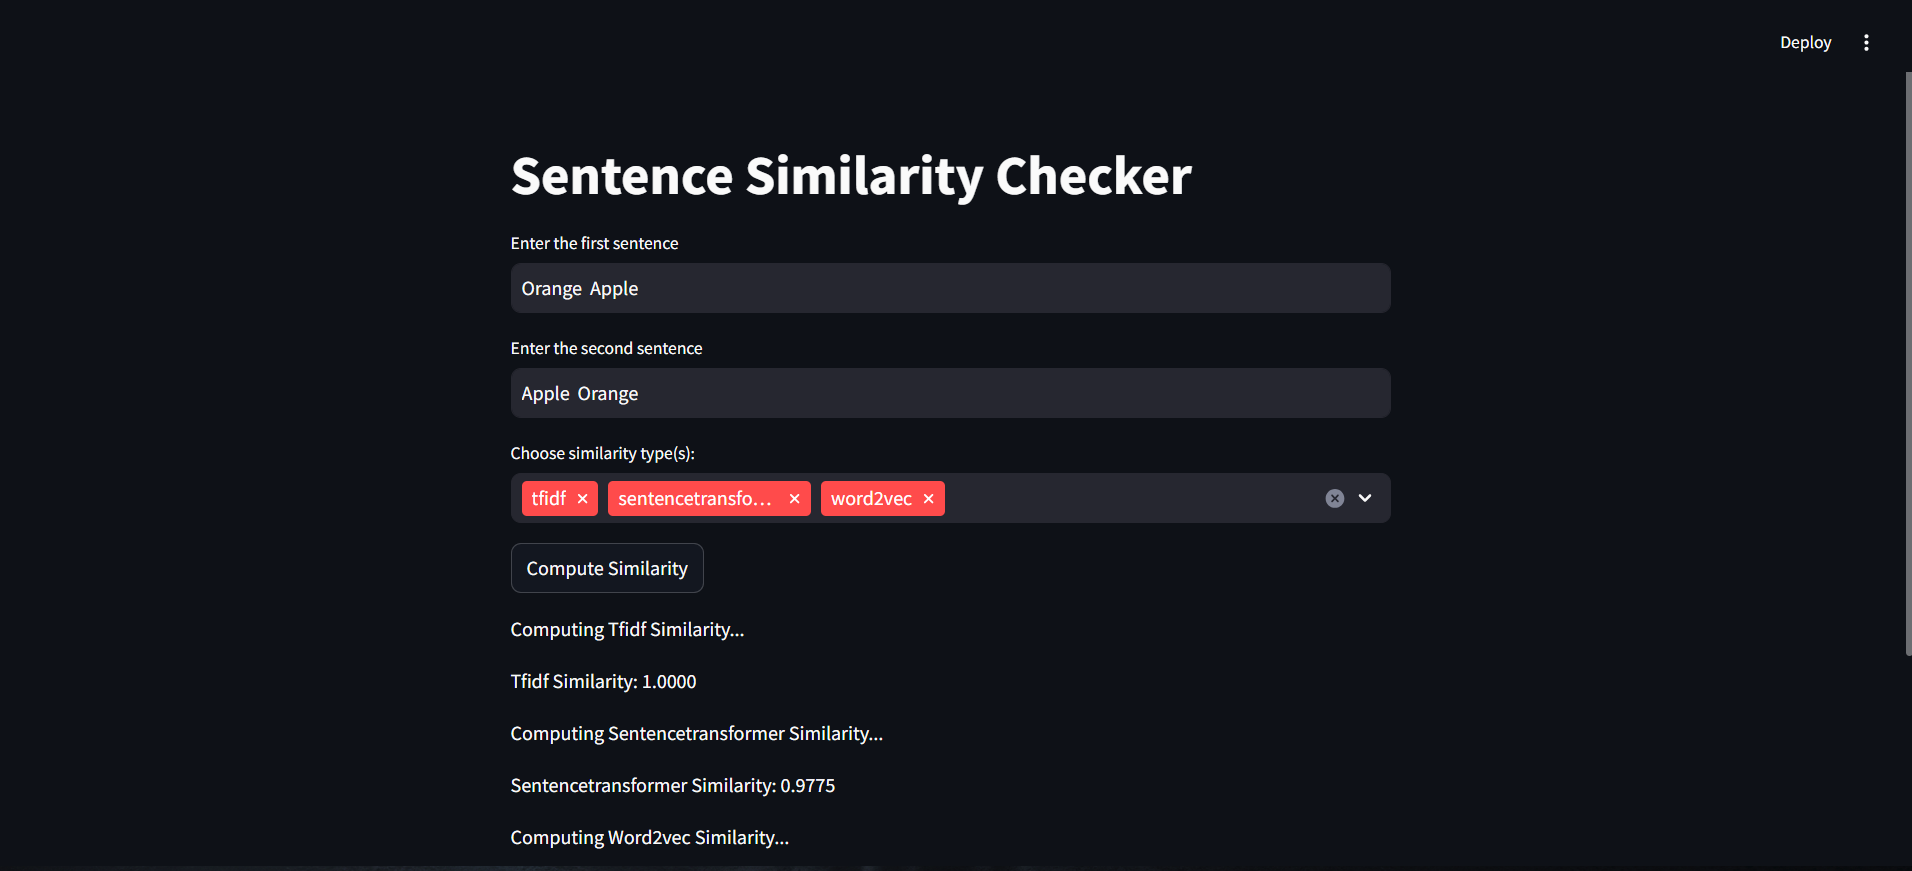 Deploy
Sentence Similarity Checker
Enter the first sentence
Orange  Apple
Enter the second sentence
Apple  Orange
Choose similarity type(s):
tfidf sentencetransfo... word2vec
Compute Similarity
Computing Tfidf Similarity...
Tfidf Similarity: 1.0000
Computing Sentencetransformer Similarity...
Sentencetransformer Similarity: 0.9775
Computing Word2vec Similarity...